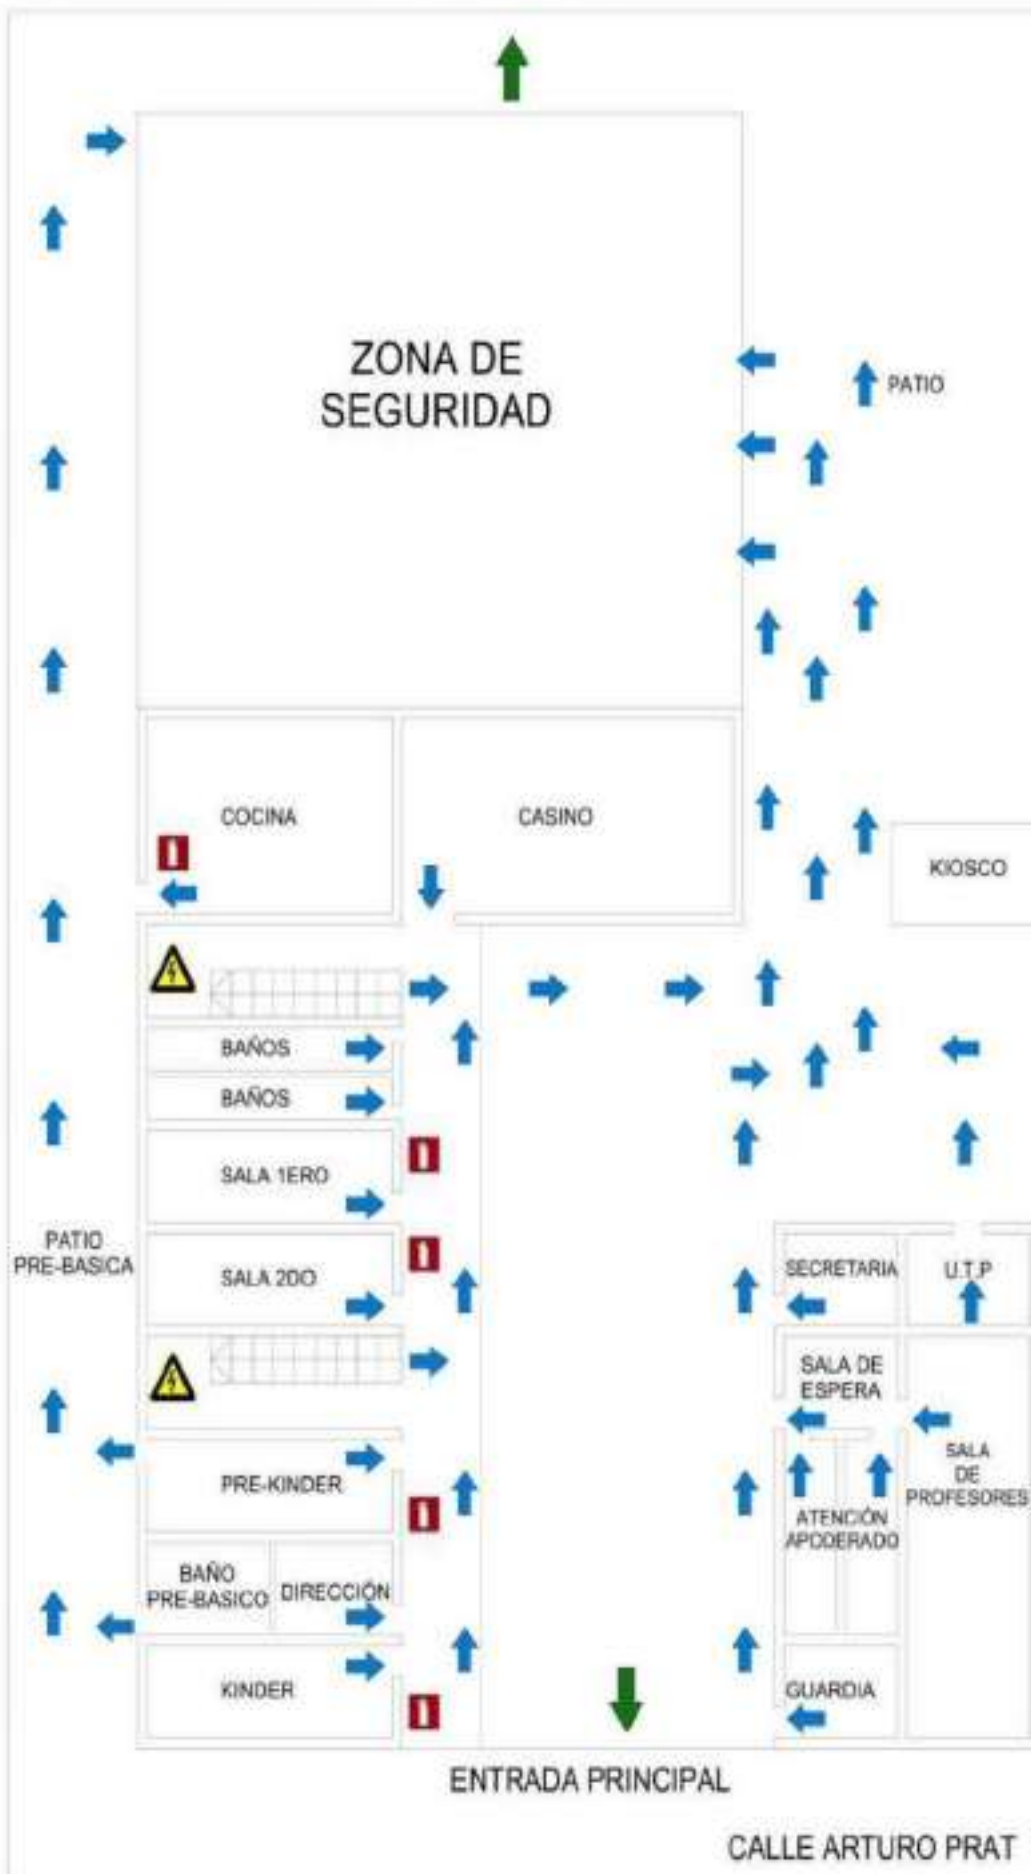 ZONA DE
SEGURIDAD
PATIO
COCINA
CASINO
KIOSCO
BAÑOS
BAÑOS
SALA 1ERO
PATIO
PRE-BASICA
SALA 2DO
SECRETARIA
U.T.P
SALA DE
ESPERA
PRE-KINDER
SALA
DE
PROFESORES
ATENCIÓN
APODERADO
BAÑO
PRE-BASICO
DIRECCIÓN
KINDER
GUARDIA
ENTRADA PRINCIPAL
CALLE ARTURO PRAT